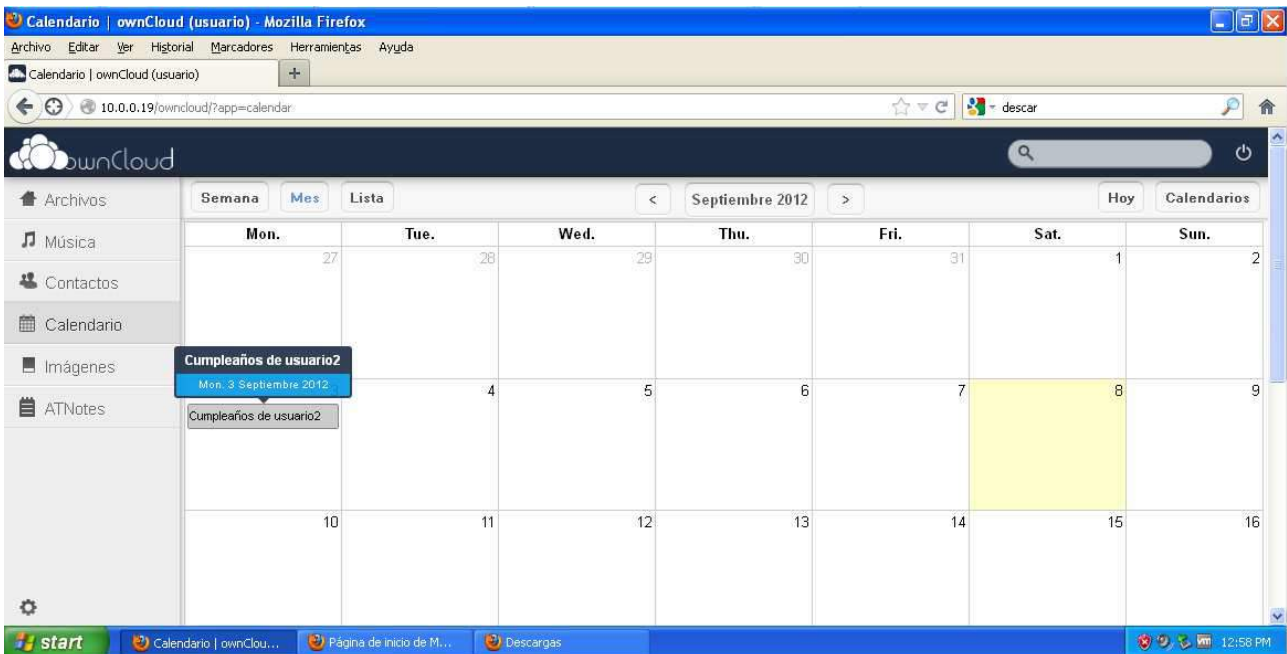 Calendario | ownCloud (usuario) - Mozilla Firefox
Archivo Editar Ver Historial Marcadores Herramientas Ayuda
Calendario | ownCloud (usuario) +
10.0.0.19/owncloud/?app=calendar descar
ownCloud
Archivos
Música
Contactos
Calendario
Imágenes
ATNotes
Semana Mes Lista < Septiembre 2012 > Hoy Calendarios
Mon. Tue. Wed. Thu. Fri. Sat. Sun.
27 28 29 30 31 1 2
Cumpleaños de usuario2
Mon. 3 Septiembre 2012
4 5 6 7 8 9
Cumpleaños de usuario2
10 11 12 13 14 15 16
start Calendario | ownClou... Página de inicio de M... Descargas 12:58 PM